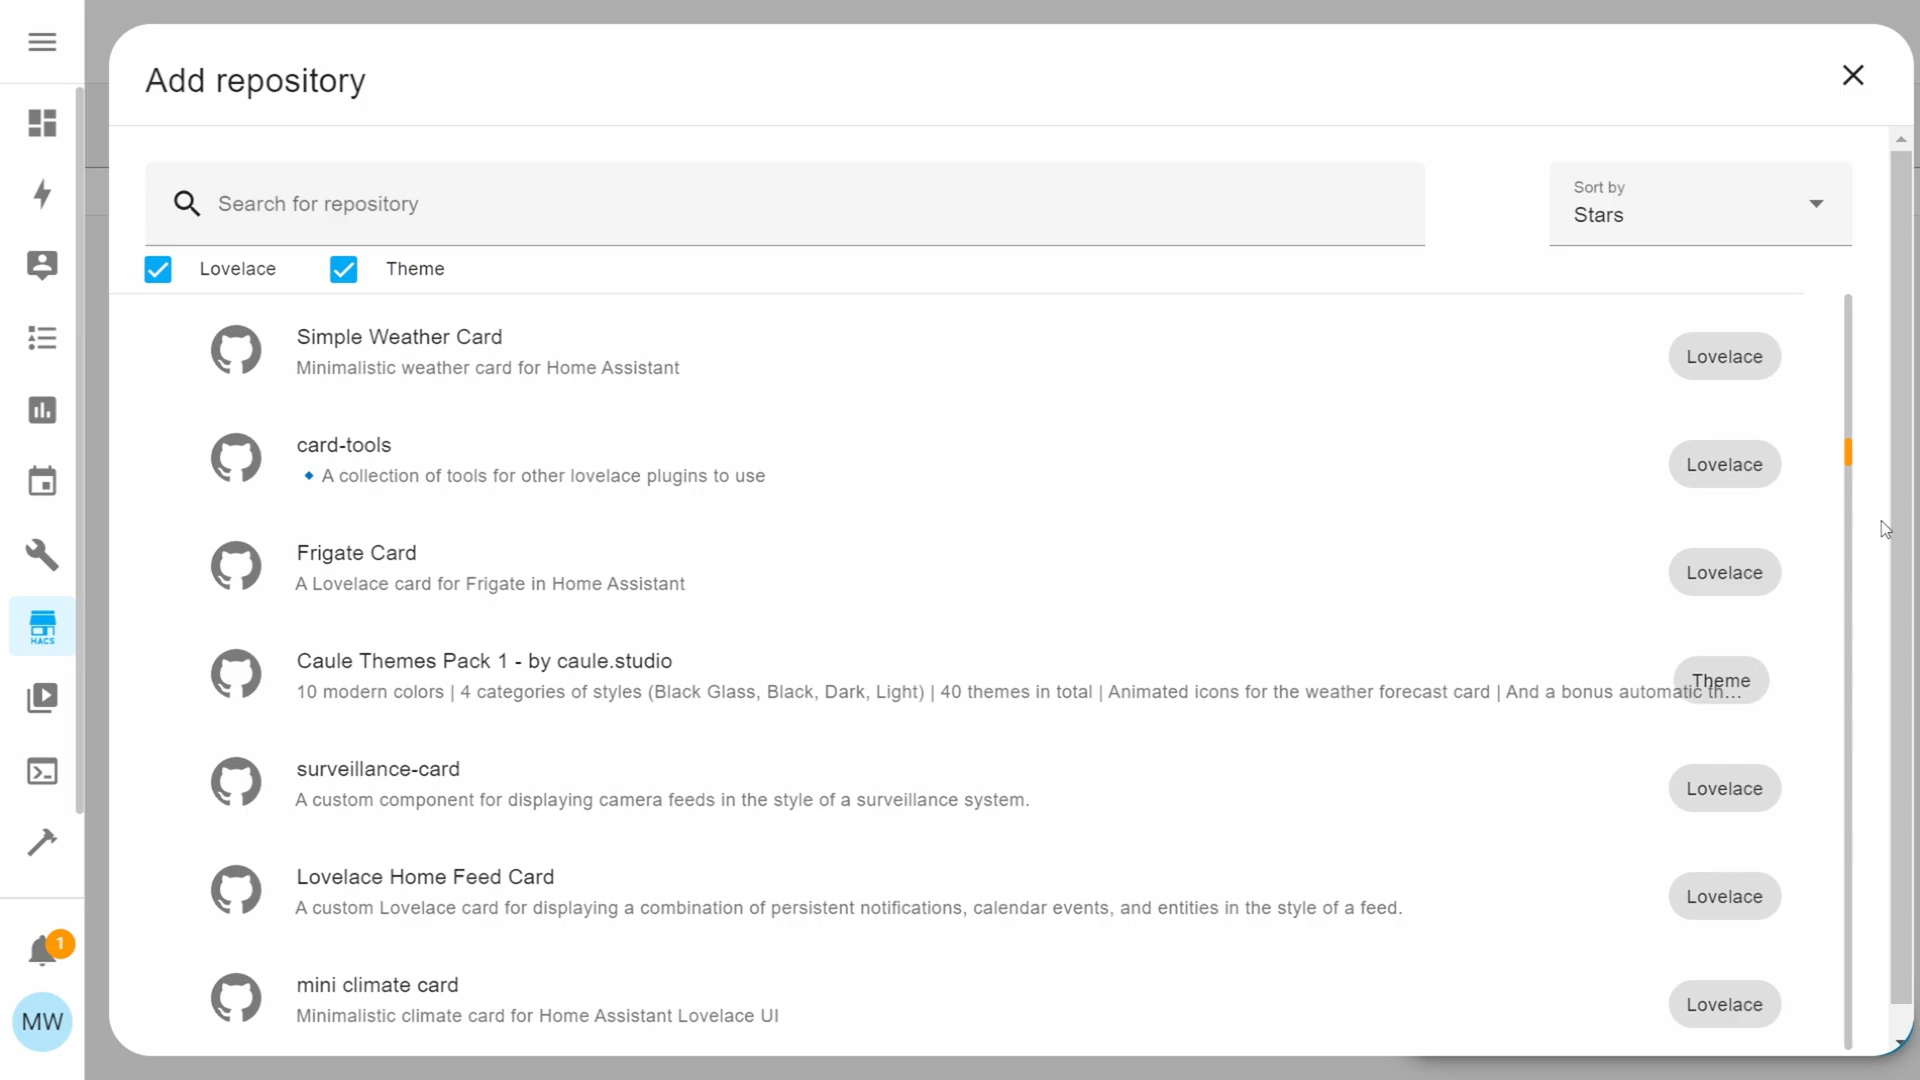 Add repository
Search for repository
Sort by
Stars
Lovelace
Theme
Simple Weather Card
Minimalistic weather card for Home Assistant
Lovelace
card-tools
🔹 A collection of tools for other lovelace plugins to use
Lovelace
Frigate Card
A Lovelace card for Frigate in Home Assistant
Lovelace
Caule Themes Pack 1 - by caule.studio
10 modern colors | 4 categories of styles (Black Glass, Black, Dark, Light) | 40 themes in total | Animated icons for the weather forecast card | And a bonus automatic th...
Theme
surveillance-card
A custom component for displaying camera feeds in the style of a surveillance system.
Lovelace
Lovelace Home Feed Card
A custom Lovelace card for displaying a combination of persistent notifications, calendar events, and entities in the style of a feed.
Lovelace
mini climate card
Minimalistic climate card for Home Assistant Lovelace UI
Lovelace
HACS
1
MW